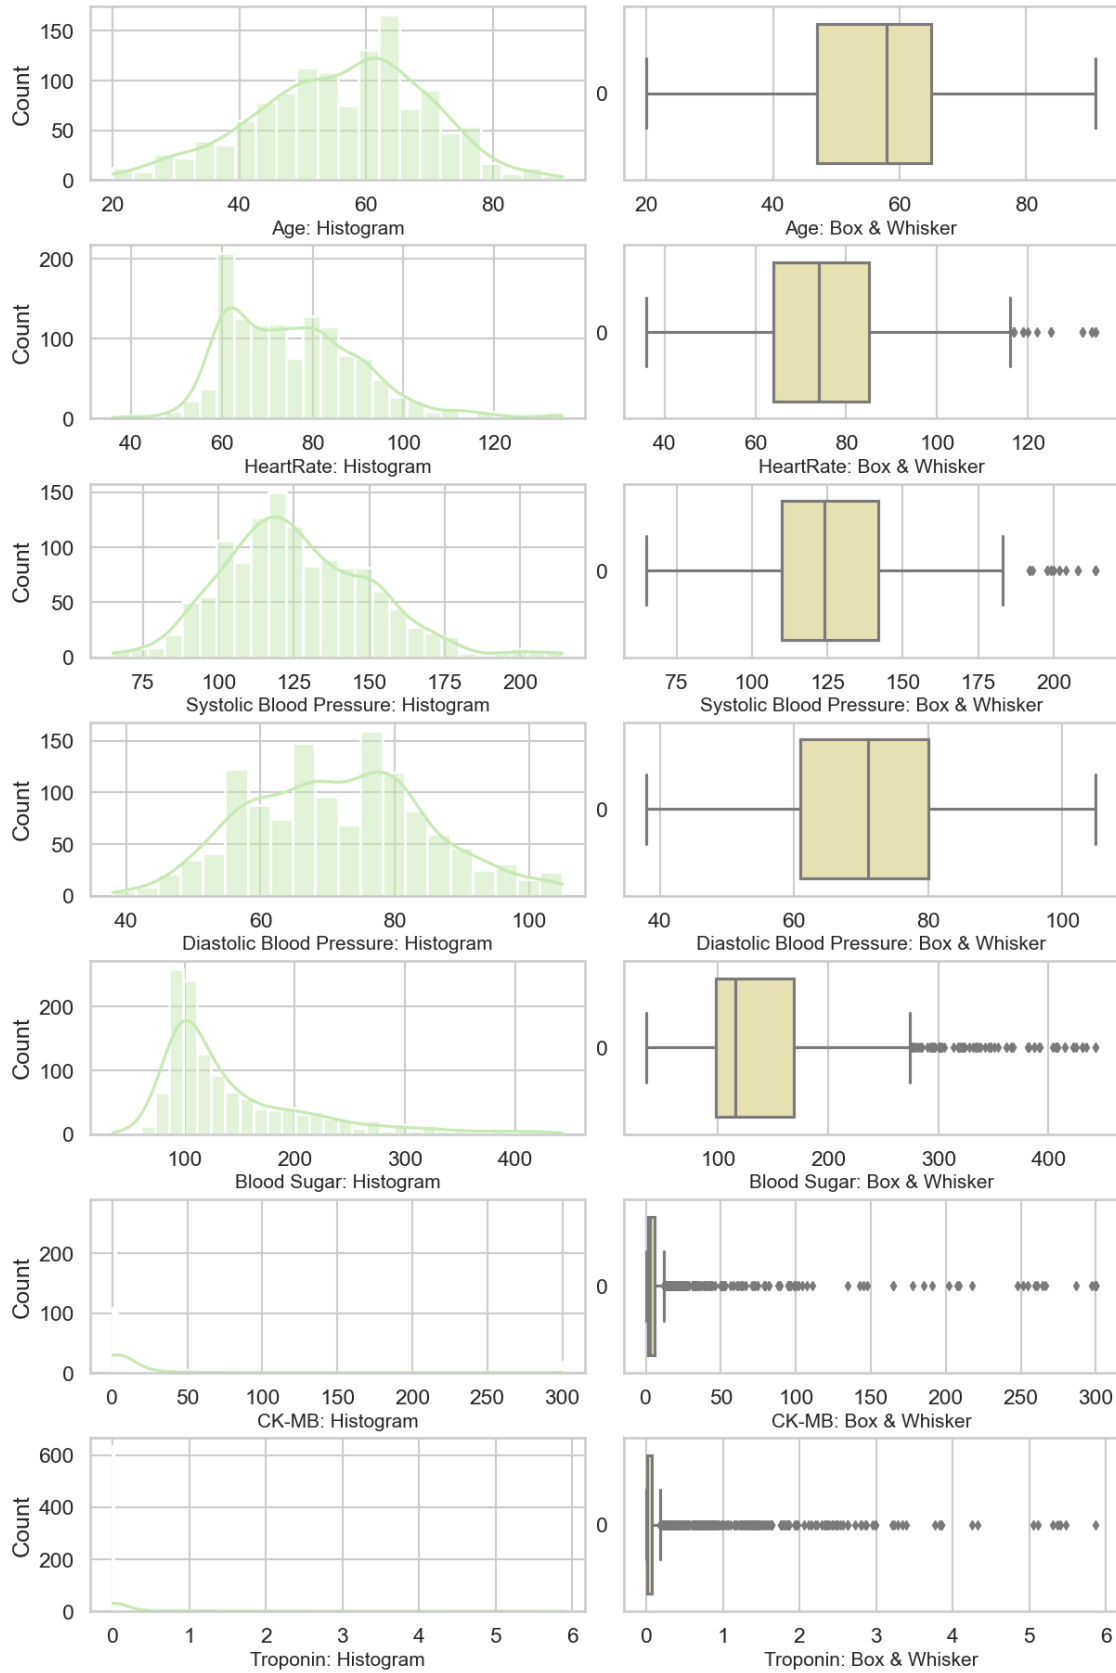 150
100
50
0
Count
20 40 60 80
Age: Histogram
0
20 40 60 80
Age: Box & Whisker
200
100
0
Count
40 60 80 100 120
HeartRate: Histogram
0
40 60 80 100 120
HeartRate: Box & Whisker
150
100
50
0
Count
75 100 125 150 175 200
Systolic Blood Pressure: Histogram
0
75 100 125 150 175 200
Systolic Blood Pressure: Box & Whisker
150
100
50
0
Count
40 60 80 100
Diastolic Blood Pressure: Histogram
0
40 60 80 100
Diastolic Blood Pressure: Box & Whisker
200
100
0
Count
100 200 300 400
Blood Sugar: Histogram
0
100 200 300 400
Blood Sugar: Box & Whisker
200
100
0
Count
0 50 100 150 200 250 300
CK-MB: Histogram
0
0 50 100 150 200 250 300
CK-MB: Box & Whisker
600
400
200
0
Count
0 1 2 3 4 5 6
Troponin: Histogram
0
0 1 2 3 4 5 6
Troponin: Box & Whisker